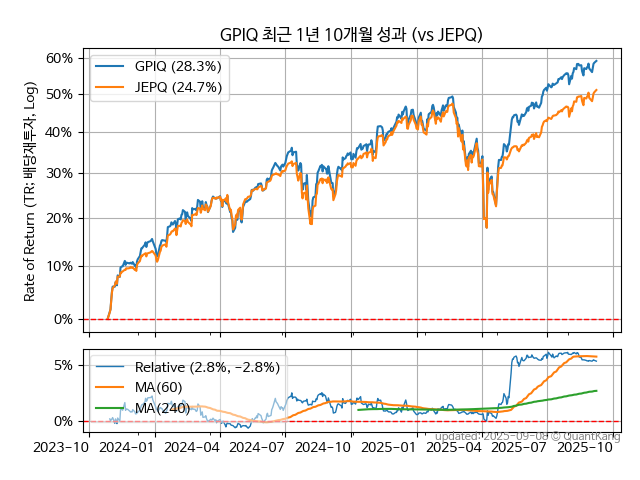 GPIQ 최근 1년 10개월 성과 (vs JEPQ)
Rate of Return (TR: 배당재투자, Log)
60%
50%
40%
30%
20%
10%
0%
GPIQ (28.3%)
JEPQ (24.7%)
5%
0%
Relative (2.8%, −2.8%)
MA(60)
MA(240)
2023-10 2024-01 2024-04 2024-07 2024-10 2025-01 2025-04 2025-07 2025-10
updated: 2025-09-08 © QuantKang